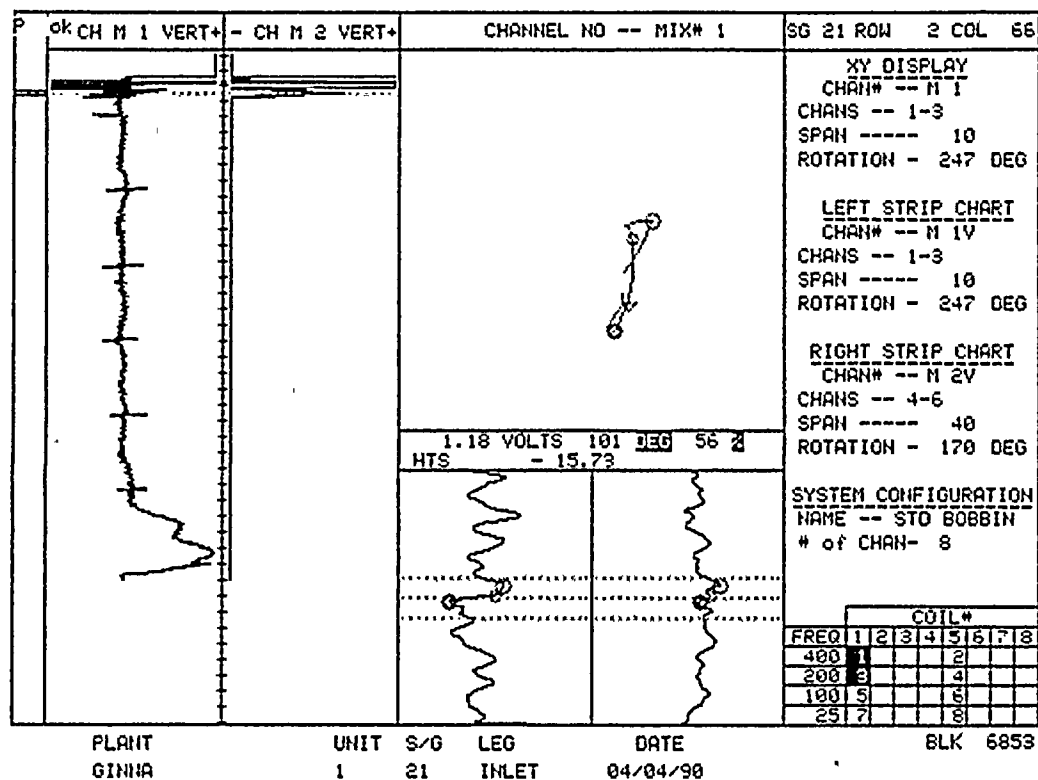 P ok CH M 1 VERT+ - CH M 2 VERT+ CHANNEL NO -- MIX# 1 SG 21 ROW 2 COL 66
XY DISPLAY
CHAN# -- M 1
CHANS -- 1-3
SPAN ----- 10
ROTATION - 247 DEG
LEFT STRIP CHART
CHAN# -- M 1V
CHANS -- 1-3
SPAN ----- 10
ROTATION - 247 DEG
RIGHT STRIP CHART
CHAN# -- M 2V
CHANS -- 4-6
SPAN ----- 40
ROTATION - 170 DEG
1.18 VOLTS 101 DEG 56 %
HTS - 15.73
SYSTEM CONFIGURATION
NAME -- STD BOBBIN
# of CHAN- 8
COIL#
FREQ 1 2 3 4 5 6 7 8
400 1 2
200 3 4
100 5 6
25 7 8
PLANT UNIT S/G LEG DATE BLK 6853
GINNA 1 21 INLET 04/04/90